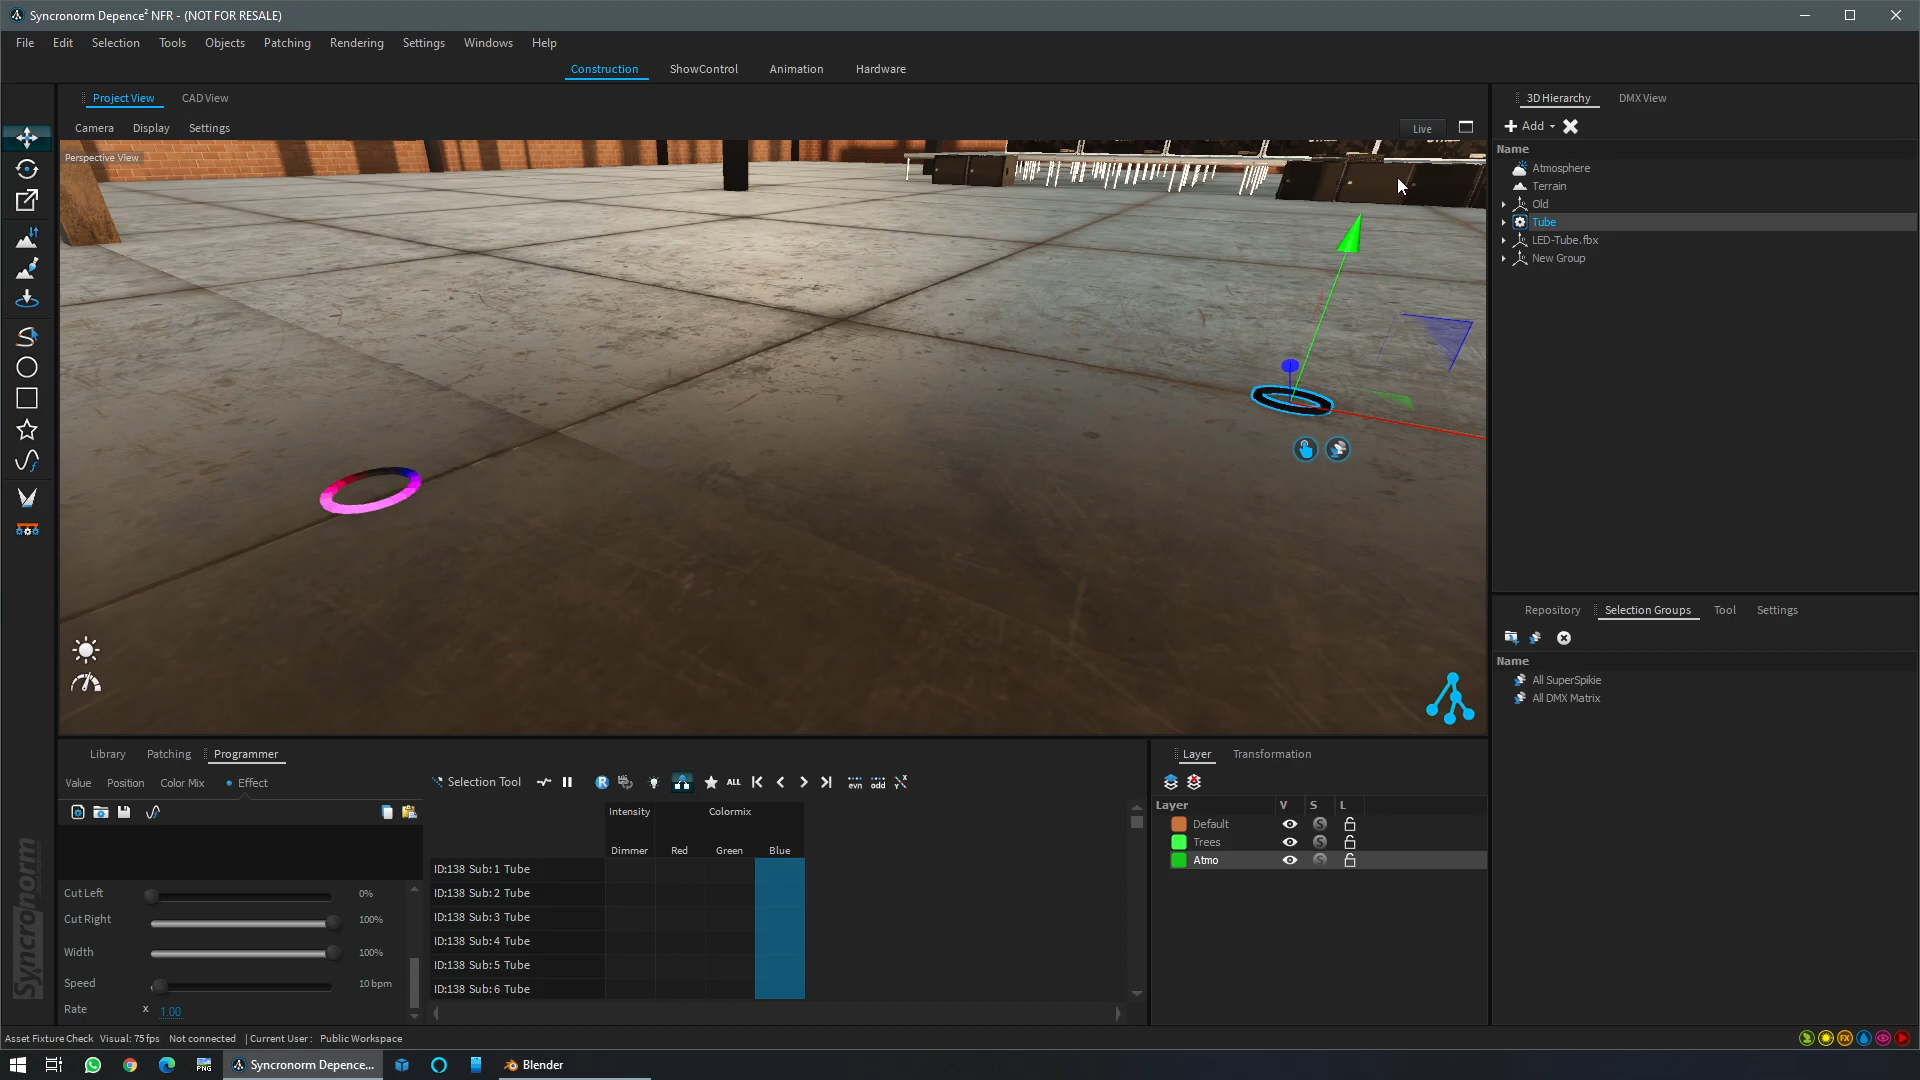 Syncronorm Depence² NFR - (NOT FOR RESALE)
File Edit Selection Tools Objects Patching Rendering Settings Windows Help
Construction ShowControl Animation Hardware
Project View CAD View
Camera Display Settings
Live
Perspective View
3D Hierarchy DMX View
Add
Name
Atmosphere
Terrain
Old
Tube
LED-Tube.fbx
New Group
Repository Selection Groups Tool Settings
Name
All SuperSpikie
All DMX Matrix
Library Patching Programmer
Value Position Color Mix Effect
Selection Tool
R
ALL
evn odd
Intensity Colormix
Dimmer Red Green Blue
ID:138 Sub: 1 Tube
ID:138 Sub: 2 Tube
ID:138 Sub: 3 Tube
ID:138 Sub: 4 Tube
ID:138 Sub: 5 Tube
ID:138 Sub: 6 Tube
Cut Left 0%
Cut Right 100%
Width 100%
Speed 10 bpm
Rate x 1.00
Layer Transformation
Layer V S L
Default S
Trees S
Atmo S
Syncronorm
Asset Fixture Check Visual: 75 fps Not connected | Current User : Public Workspace
FX
PNG
Syncronorm Depence...
Blender